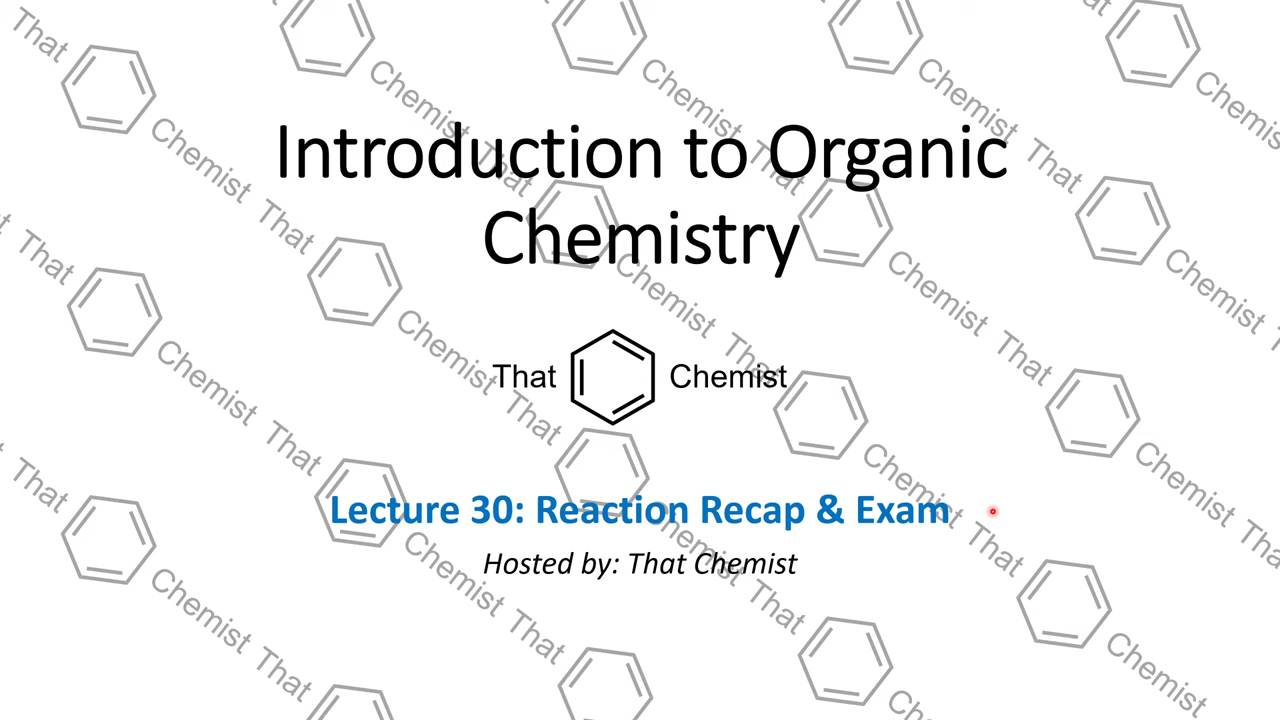 Introduction to Organic
Chemistry
That Chemist
Lecture 30: Reaction Recap & Exam
Hosted by: That Chemist